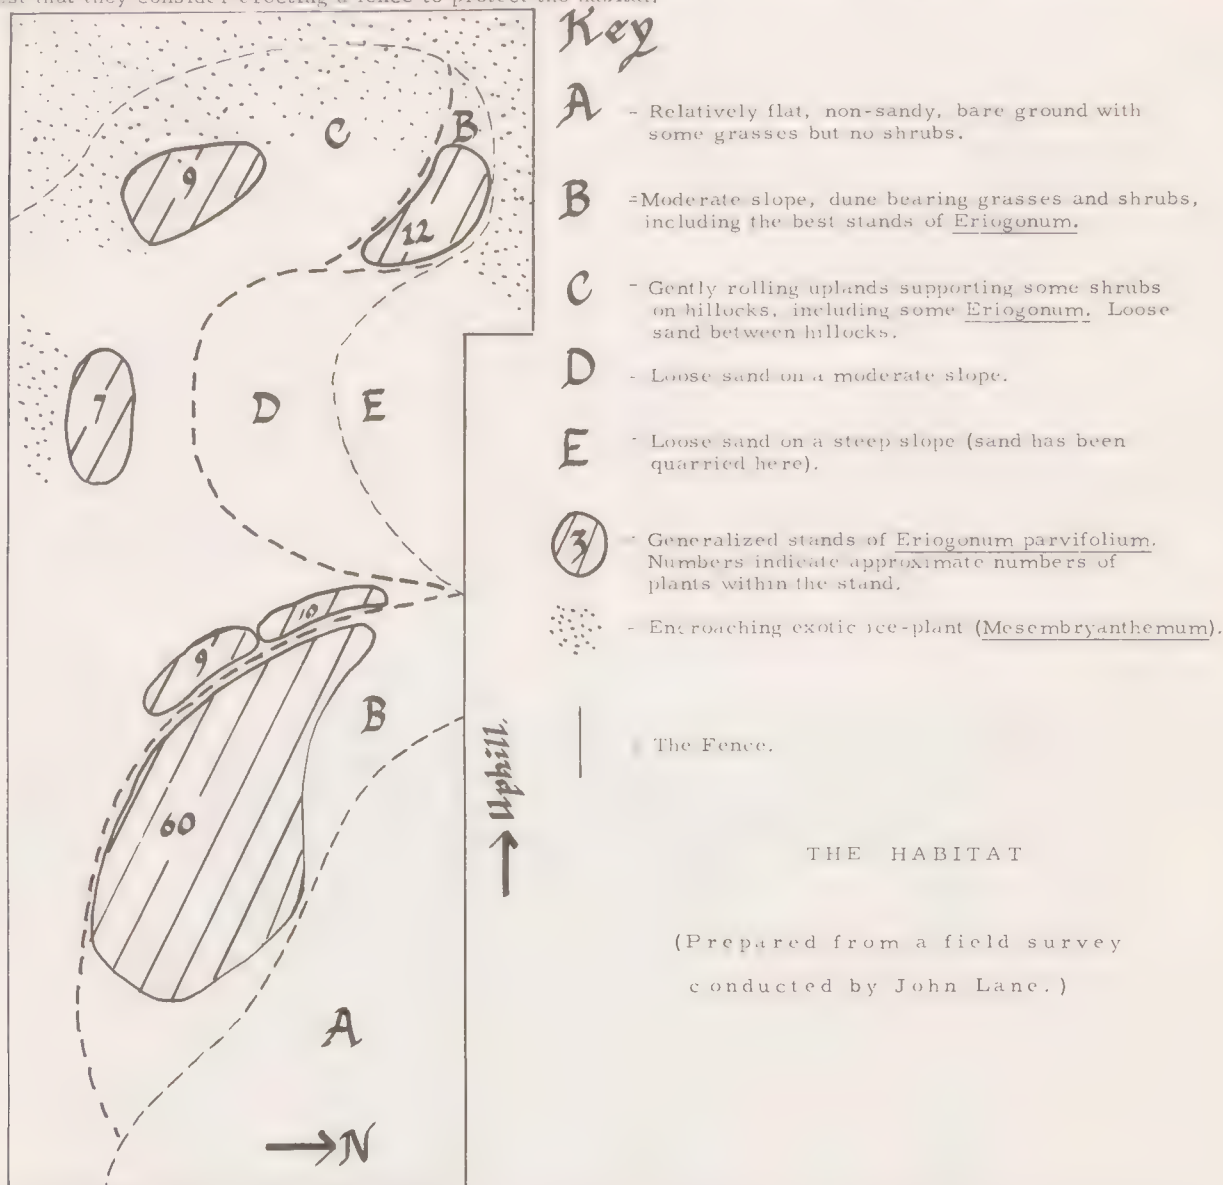 that they consider erecting a fence to protect the habitat.
Key
A - Relatively flat, non-sandy, bare ground with
some grasses but no shrubs.
B - Moderate slope, dune bearing grasses and shrubs,
including the best stands of Eriogonum.
C - Gently rolling uplands supporting some shrubs
on hillocks, including some Eriogonum. Loose
sand between hillocks.
D - Loose sand on a moderate slope.
E - Loose sand on a steep slope (sand has been
quarried here).
3 - Generalized stands of Eriogonum parvifolium.
Numbers indicate approximate numbers of
plants within the stand.
- Encroaching exotic ice-plant (Mesembryanthemum).
The Fence.
THE HABITAT
(Prepared from a field survey
conducted by John Lane.)
C
B
9
12
7
D
E
10
9
B
60
Uphill
A
N